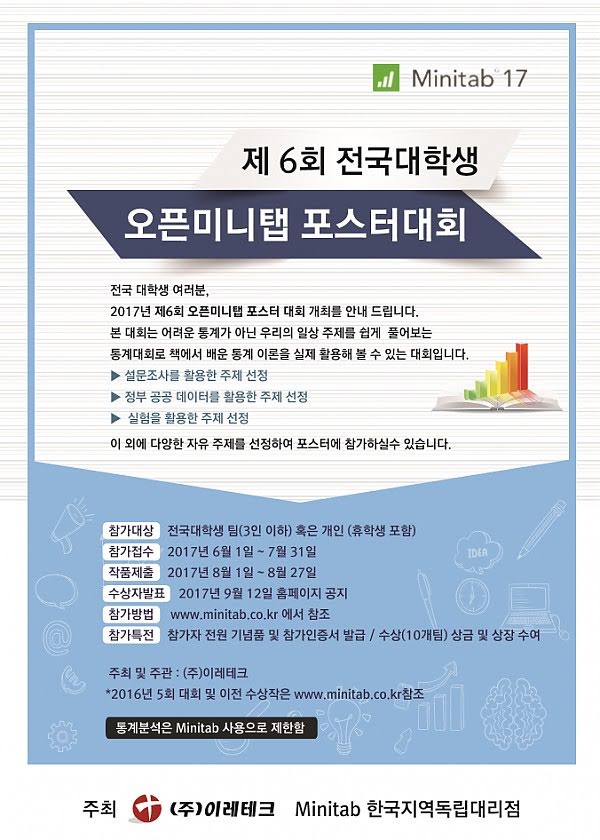 Minitab 17
제 6회 전국대학생
오픈미니탭 포스터대회
전국 대학생 여러분,
2017년 제6회 오픈미니탭 포스터 대회 개최를 안내 드립니다.
본 대회는 어려운 통계가 아닌 우리의 일상 주제를 쉽게 풀어보는
통계대회로 책에서 배운 통계 이론을 실제 활용해 볼 수 있는 대회입니다.
▶ 설문조사를 활용한 주제 선정
▶ 정부 공공 데이터를 활용한 주제 선정
▶ 실험을 활용한 주제 선정
이 외에 다양한 자유 주제를 선정하여 포스터에 참가하실수 있습니다.
참가대상 전국대학생 팀(3인 이하) 혹은 개인 (휴학생 포함)
참가접수 2017년 6월 1일 ~ 7월 31일
작품제출 2017년 8월 1일 ~ 8월 27일
수상자발표 2017년 9월 12일 홈페이지 공지
참가방법 www.minitab.co.kr 에서 참조
참가특전 참가자 전원 기념품 및 참가인증서 발급 / 수상(10개팀) 상금 및 상장 수여
IDEA
주최 및 주관 : (주)이레테크
*2016년 5회 대회 및 이전 수상작은 www.minitab.co.kr참조
통계분석은 Minitab 사용으로 제한함
주최 (주)이레테크 Minitab 한국지역독립대리점